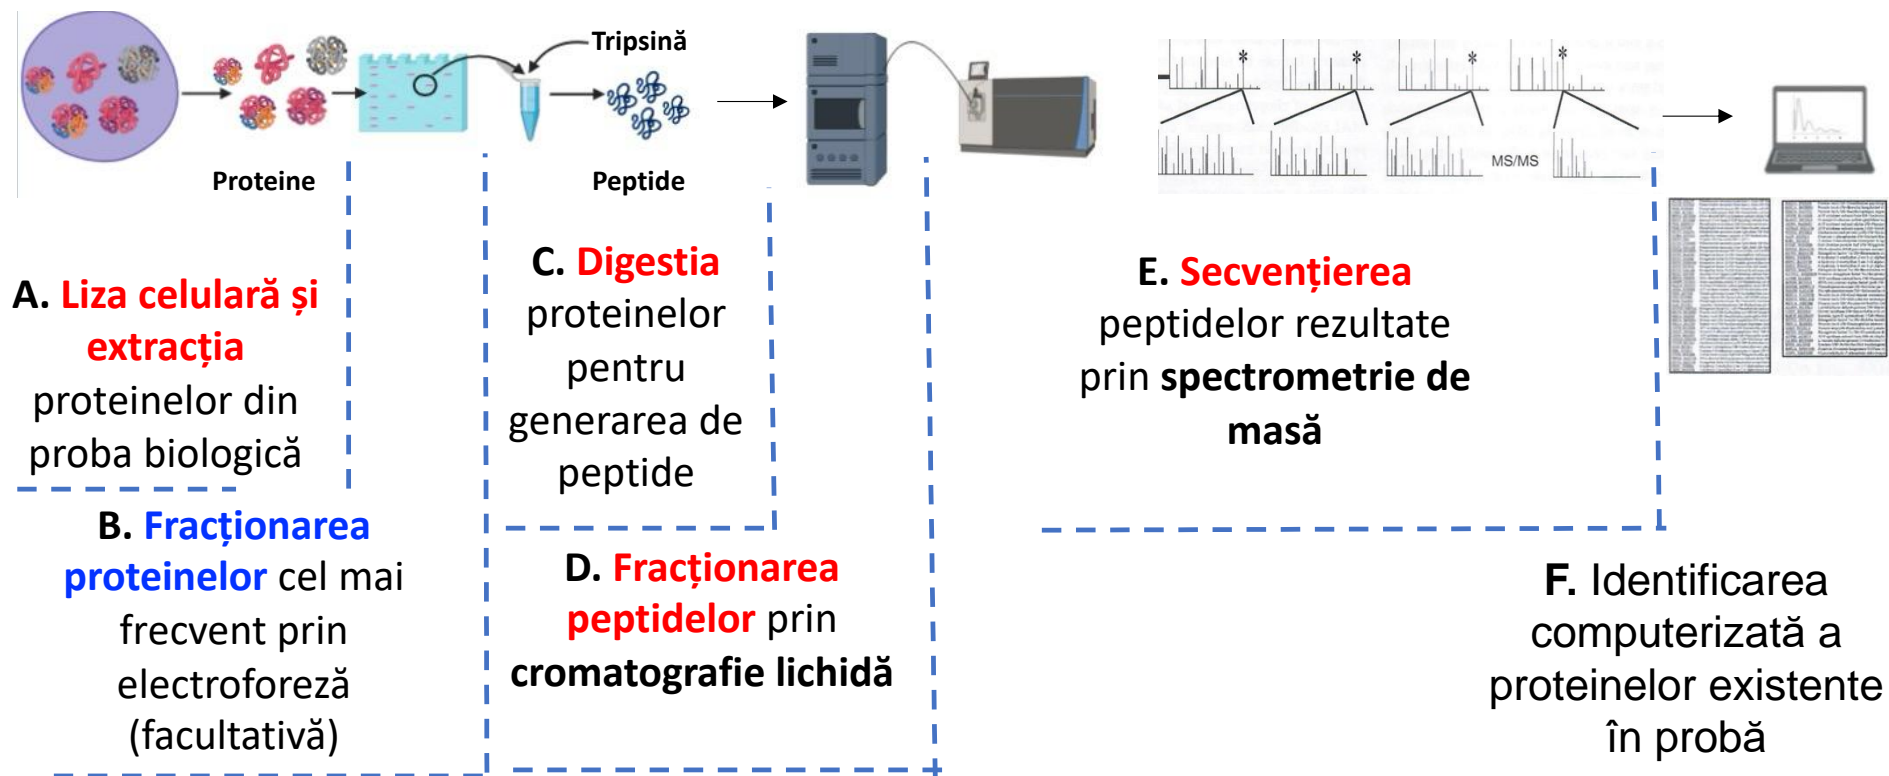 Tripsină
Proteine
Peptide
MS/MS
*
*
*
*
A. Liza celulară și
extracția
proteinelor din
proba biologică
B. Fracționarea
proteinelor cel mai
frecvent prin
electroforeză
(facultativă)
C. Digestia
proteinelor
pentru
generarea de
peptide
D. Fracționarea
peptidelor prin
cromatografie lichidă
E. Secvențierea
peptidelor rezultate
prin spectrometrie de
masă
F. Identificarea
computerizată a
proteinelor existente
în probă